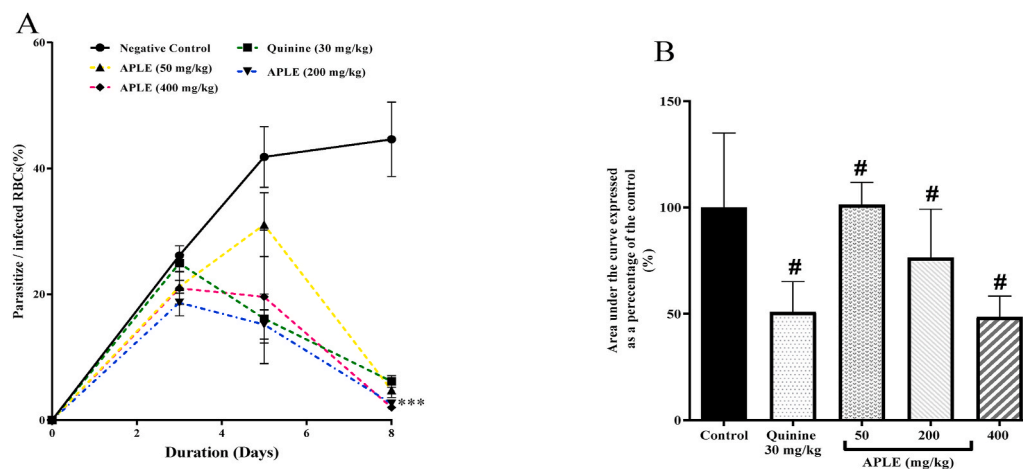 A
60
40
20
0
Parasitize / infected RBCs(%)
Negative Control
Quinine (30 mg/kg)
APLE (50 mg/kg)
APLE (200 mg/kg)
APLE (400 mg/kg)
***
0 2 4 6 8
Duration (Days)
B
150
100
50
0
Area under the curve expressed
as a perecentage of the control
(%)
# # # #
Control Quinine 50 200 400
30 mg/kg
APLE (mg/kg)